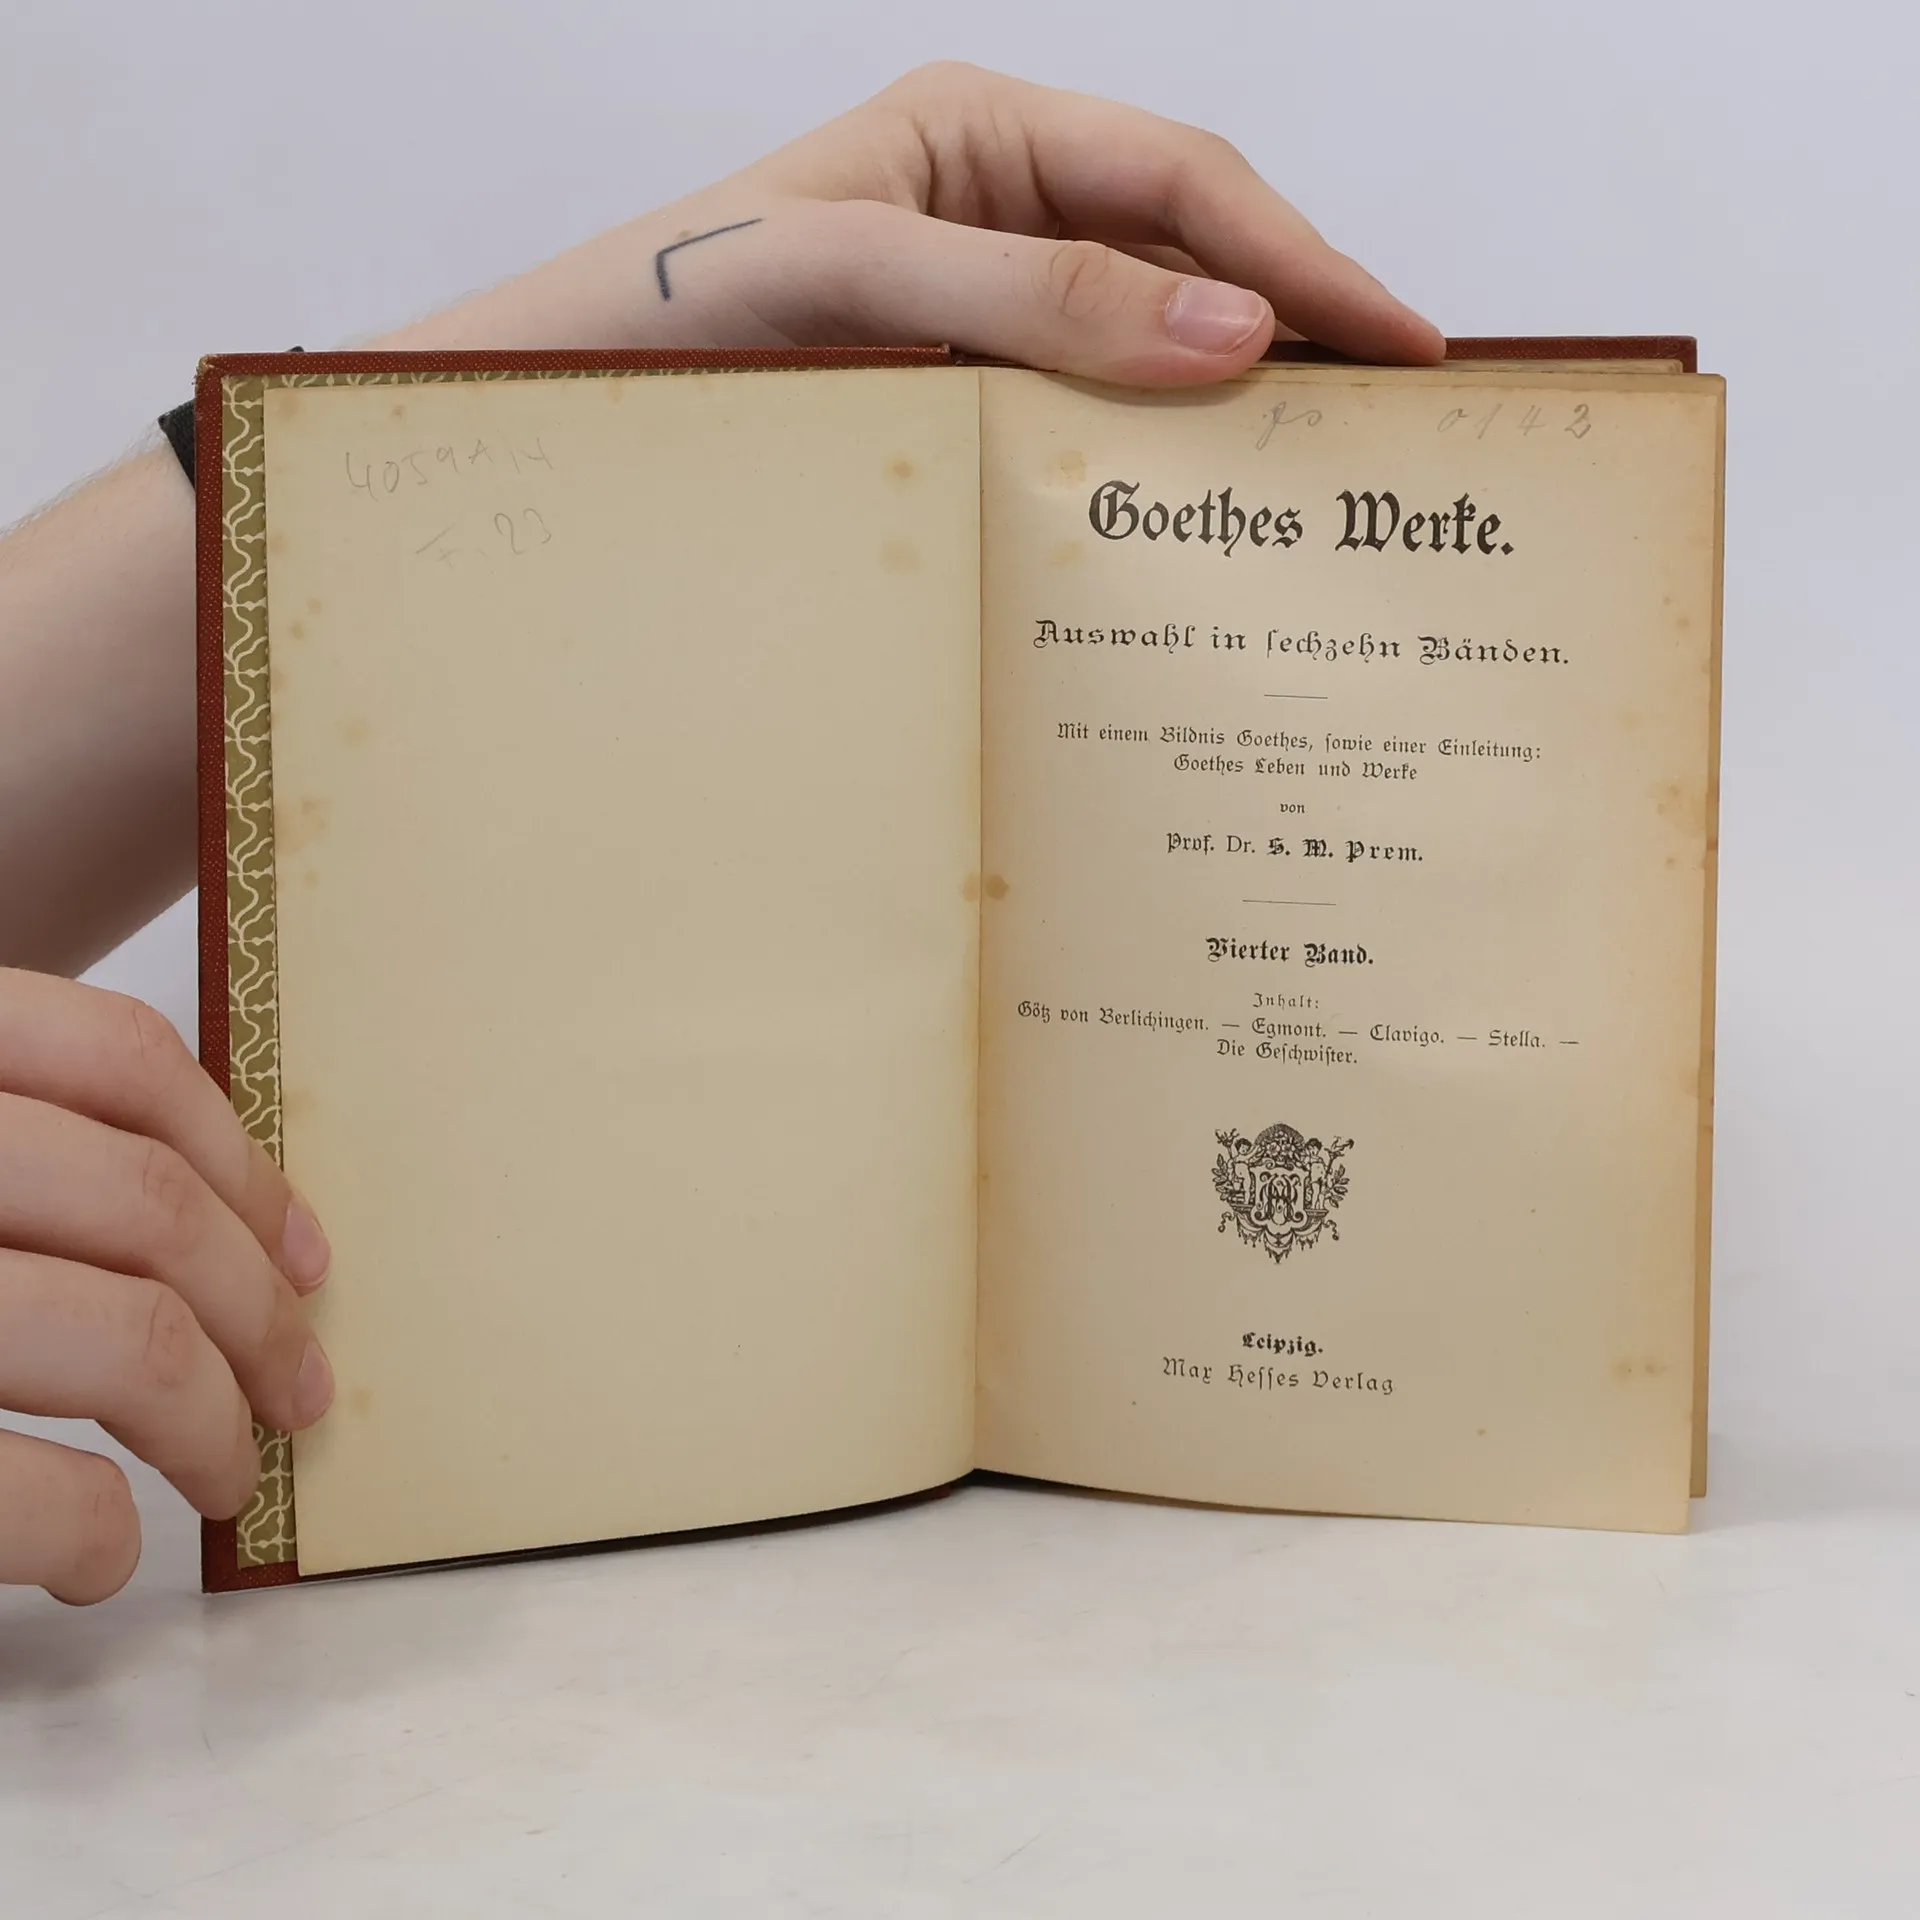 4059A/4
F. 23
0142
Goethes Werke.
Auswahl in sechzehn Bänden.
Mit einem Bildnis Goethes, sowie einer Einleitung:
Goethes Leben und Werke
von
Prof. Dr. S. M. Prem.
Vierter Band.
Inhalt:
Götz von Berlichingen. — Egmont. — Clavigo. — Stella. —
Die Geschwister.
Leipzig.
Max Hesses Verlag